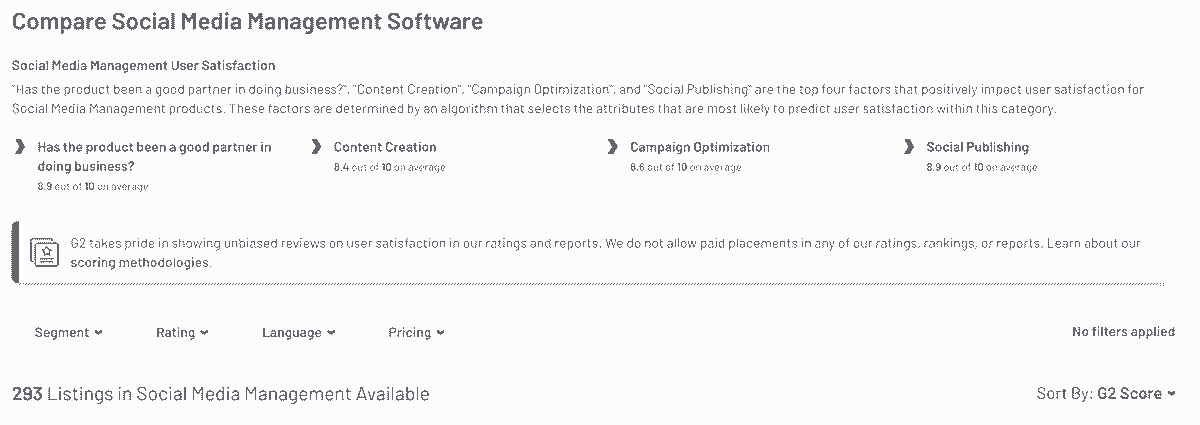 Compare Social Media Management Software
Social Media Management User Satisfaction
"Has the product been a good partner in doing business?", "Content Creation", "Campaign Optimization", and "Social Publishing" are the top four factors that positively impact user satisfaction for
Social Media Management products. These factors are determined by an algorithm that selects the attributes that are most likely to predict user satisfaction within this category.
Has the product been a good partner in
doing business?
8.9 out of 10 on average
Content Creation
8.4 out of 10 on average
Campaign Optimization
8.6 out of 10 on average
Social Publishing
8.9 out of 10 on average
G2 takes pride in showing unbiased reviews on user satisfaction in our ratings and reports. We do not allow paid placements in any of our ratings, rankings, or reports. Learn about our
scoring methodologies.
Segment
Rating
Language
Pricing
No filters applied
293 Listings in Social Media Management Available
Sort By: G2 Score